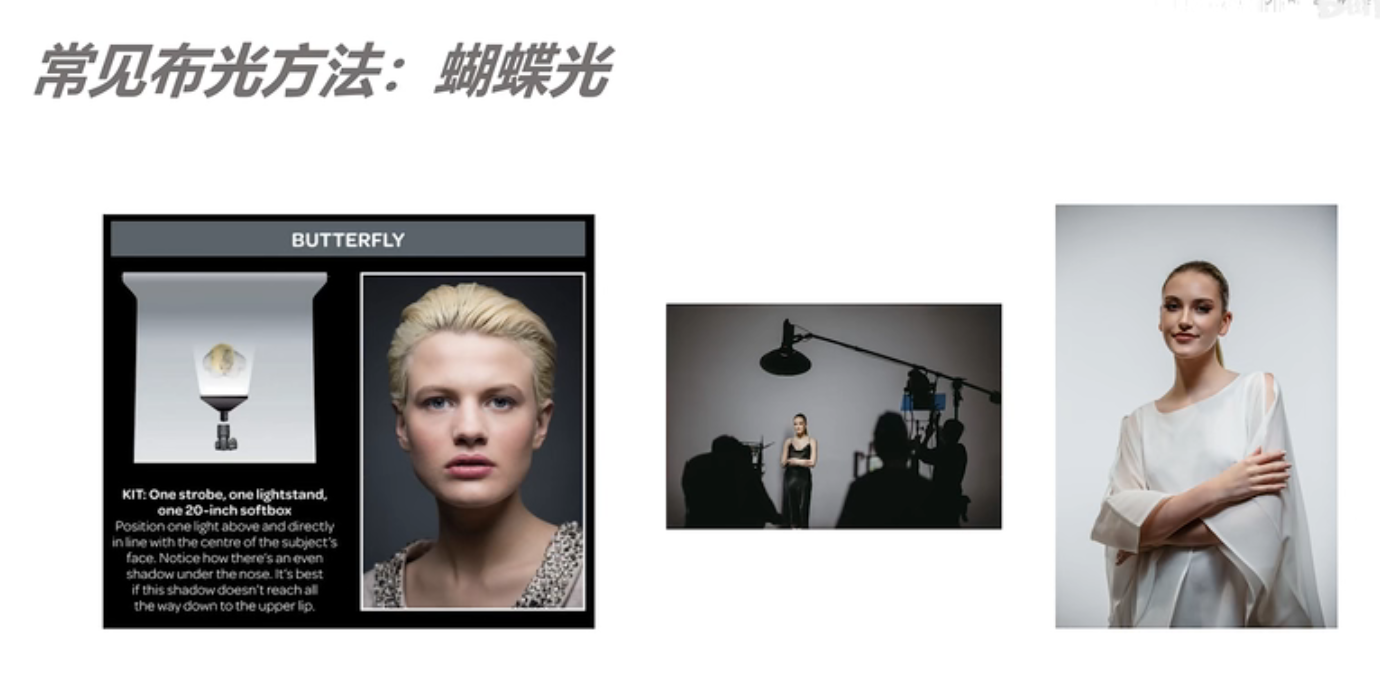 常见布光方法：蝴蝶光
BUTTERFLY
KIT: One strobe, one lightstand,
one 20-inch softbox
Position one light above and directly
in line with the centre of the subject's
face. Notice how there's an even
shadow under the nose. It's best
if this shadow doesn't reach all
the way down to the upper lip.